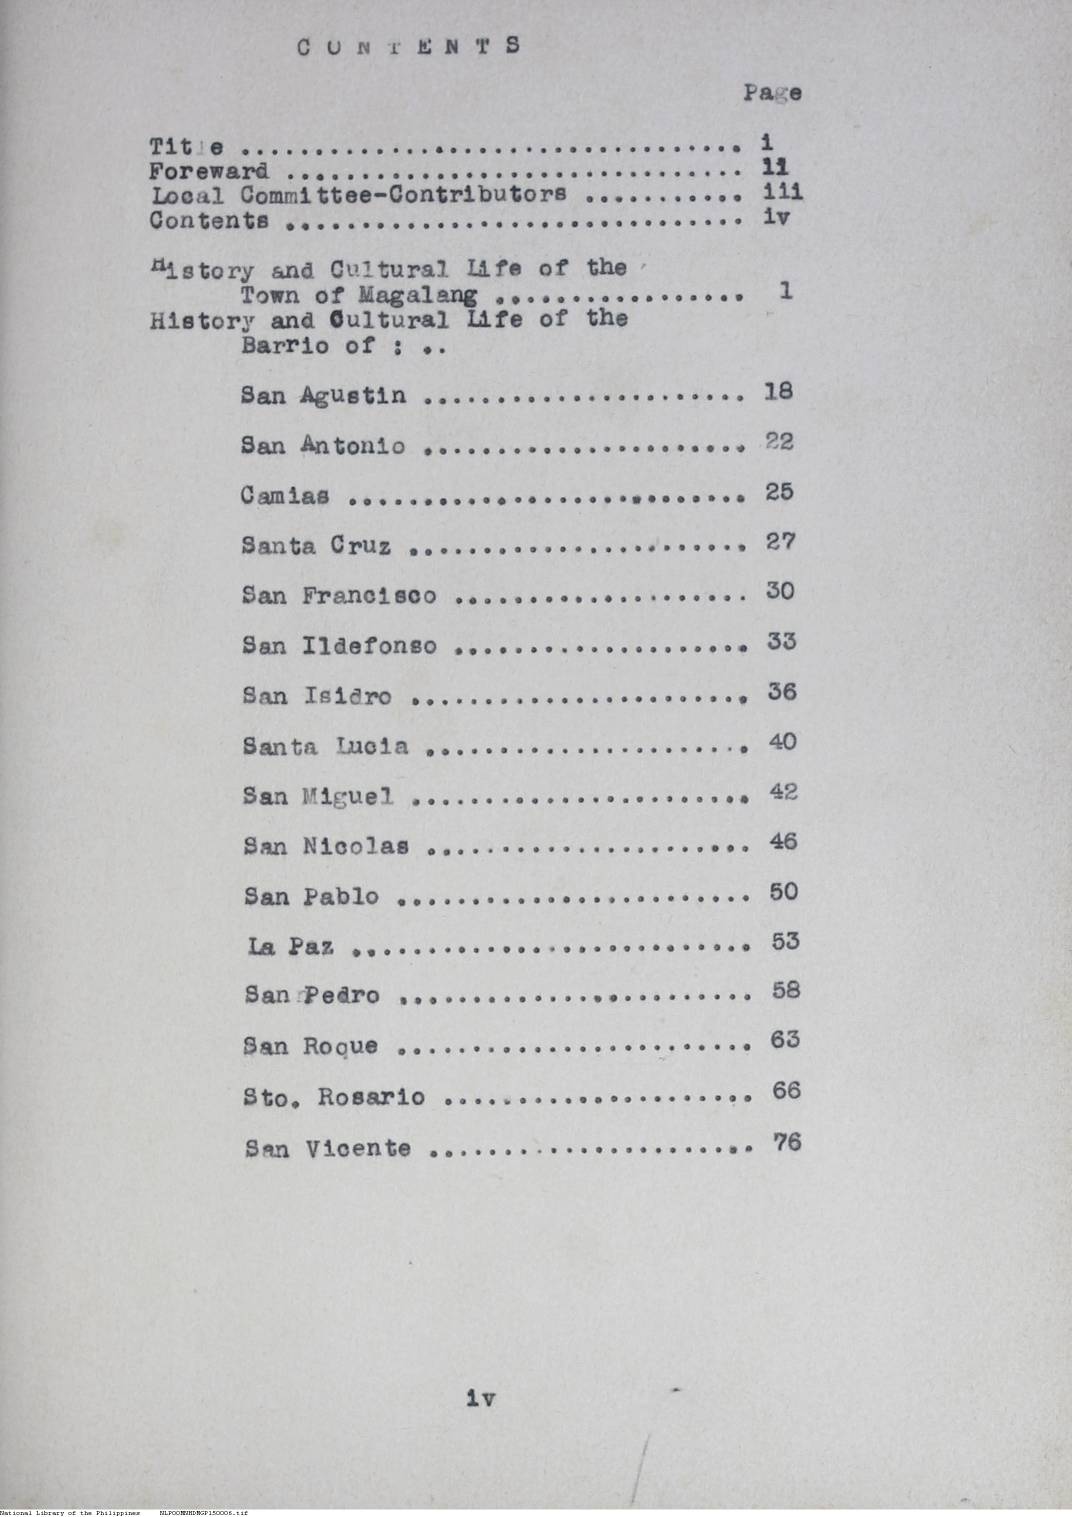 C O N T E N T S
Page
Title .................................. i
Foreward ............................... ii
Local Committee-Contributors ........... iii
Contents ............................... iv
History and Cultural Life of the
Town of Magalang ................. 1
History and Cultural Life of the
Barrio of : ..
San Agustin ...................... 18
San Antonio ...................... 22
Camias ........................... 25
Santa Cruz ....................... 27
San Francisco .................... 30
San Ildefonso .................... 33
San Isidro ....................... 36
Santa Lucia ...................... 40
San Miguel ....................... 42
San Nicolas ...................... 46
San Pablo ........................ 50
La Paz ........................... 53
San Pedro ........................ 58
San Roque ........................ 63
Sto. Rosario ..................... 66
San Vicente ...................... 76
iv
National Library of the Philippines NLPOOMNHDMGP150006.tif